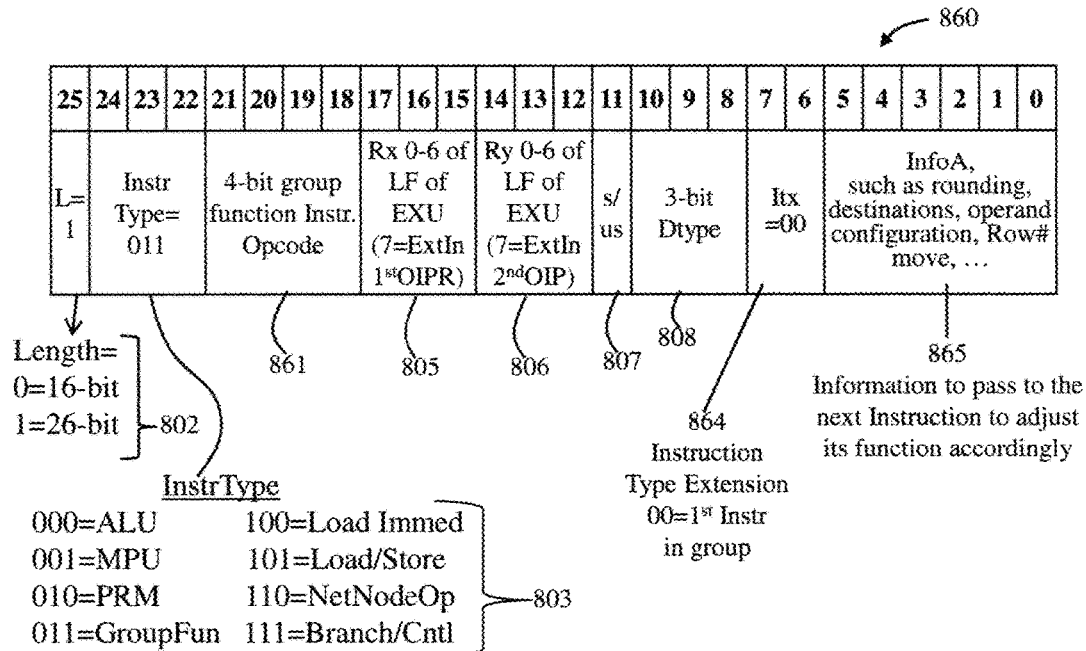 860
25 24 23 22 21 20 19 18 17 16 15 14 13 12 11 10 9 8 7 6 5 4 3 2 1 0
L=
1
Instr
Type=
011
4-bit group
function Instr.
Opcode
Rx 0-6 of
LF of
EXU
(7=ExtIn
1stOIPR)
Ry 0-6 of
LF of
EXU
(7=ExtIn
2ndOIP)
s/
us
3-bit
Dtype
Itx
=00
InfoA,
such as rounding,
destinations, operand
configuration, Row#
move, ...
Length=
0=16-bit
1=26-bit
802
861
805
806
807
808
864
Instruction
Type Extension
00=1st Instr
in group
865
Information to pass to the
next Instruction to adjust
its function accordingly
InstrType
000=ALU 100=Load Immed
001=MPU 101=Load/Store
010=PRM 110=NetNodeOp
011=GroupFun 111=Branch/Cntl
803